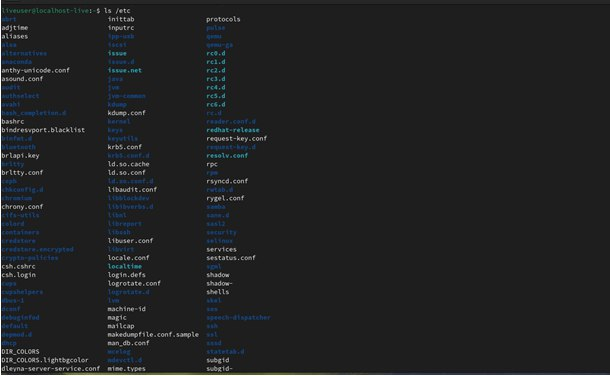 liveuser@localhost-live:~$ ls /etc
abrt inittab protocols
adjtime inputrc pulse
aliases ipp-usb qemu
alsa iscsi qemu-ga
alternatives issue rc0.d
anaconda issue.d rc1.d
anthy-unicode.conf issue.net rc2.d
asound.conf java rc3.d
audit jvm rc4.d
authselect jvm-common rc5.d
avahi kdump rc6.d
bash_completion.d kdump.conf rc.d
bashrc kernel reader.conf.d
bindresvport.blacklist keys redhat-release
binfmt.d keyutils request-key.conf
bluetooth krb5.conf request-key.d
brlapi.key krb5.conf.d resolv.conf
brltty ld.so.cache rpc
brltty.conf ld.so.conf rpm
ceph ld.so.conf.d rsyncd.conf
chkconfig.d libaudit.conf rwtab.d
chromium libblockdev rygel.conf
chrony.conf libibverbs.d samba
cifs-utils libnl sane.d
colord libreport sasl2
containers libssh security
credstore libuser.conf selinux
credstore.encrypted libvirt services
crypto-policies locale.conf sestatus.conf
csh.cshrc localtime sgml
csh.login login.defs shadow
cups logrotate.conf shadow-
cupshelpers logrotate.d shells
dbus-1 lvm skel
dconf machine-id sos
debuginfod magic speech-dispatcher
default mailcap ssh
depmod.d makedumpfile.conf.sample ssl
dhcp man_db.conf sssd
DIR_COLORS mcelog statetab.d
DIR_COLORS.lightbgcolor mdevctl.d subgid
dleyna-server-service.conf mime.types subgid-